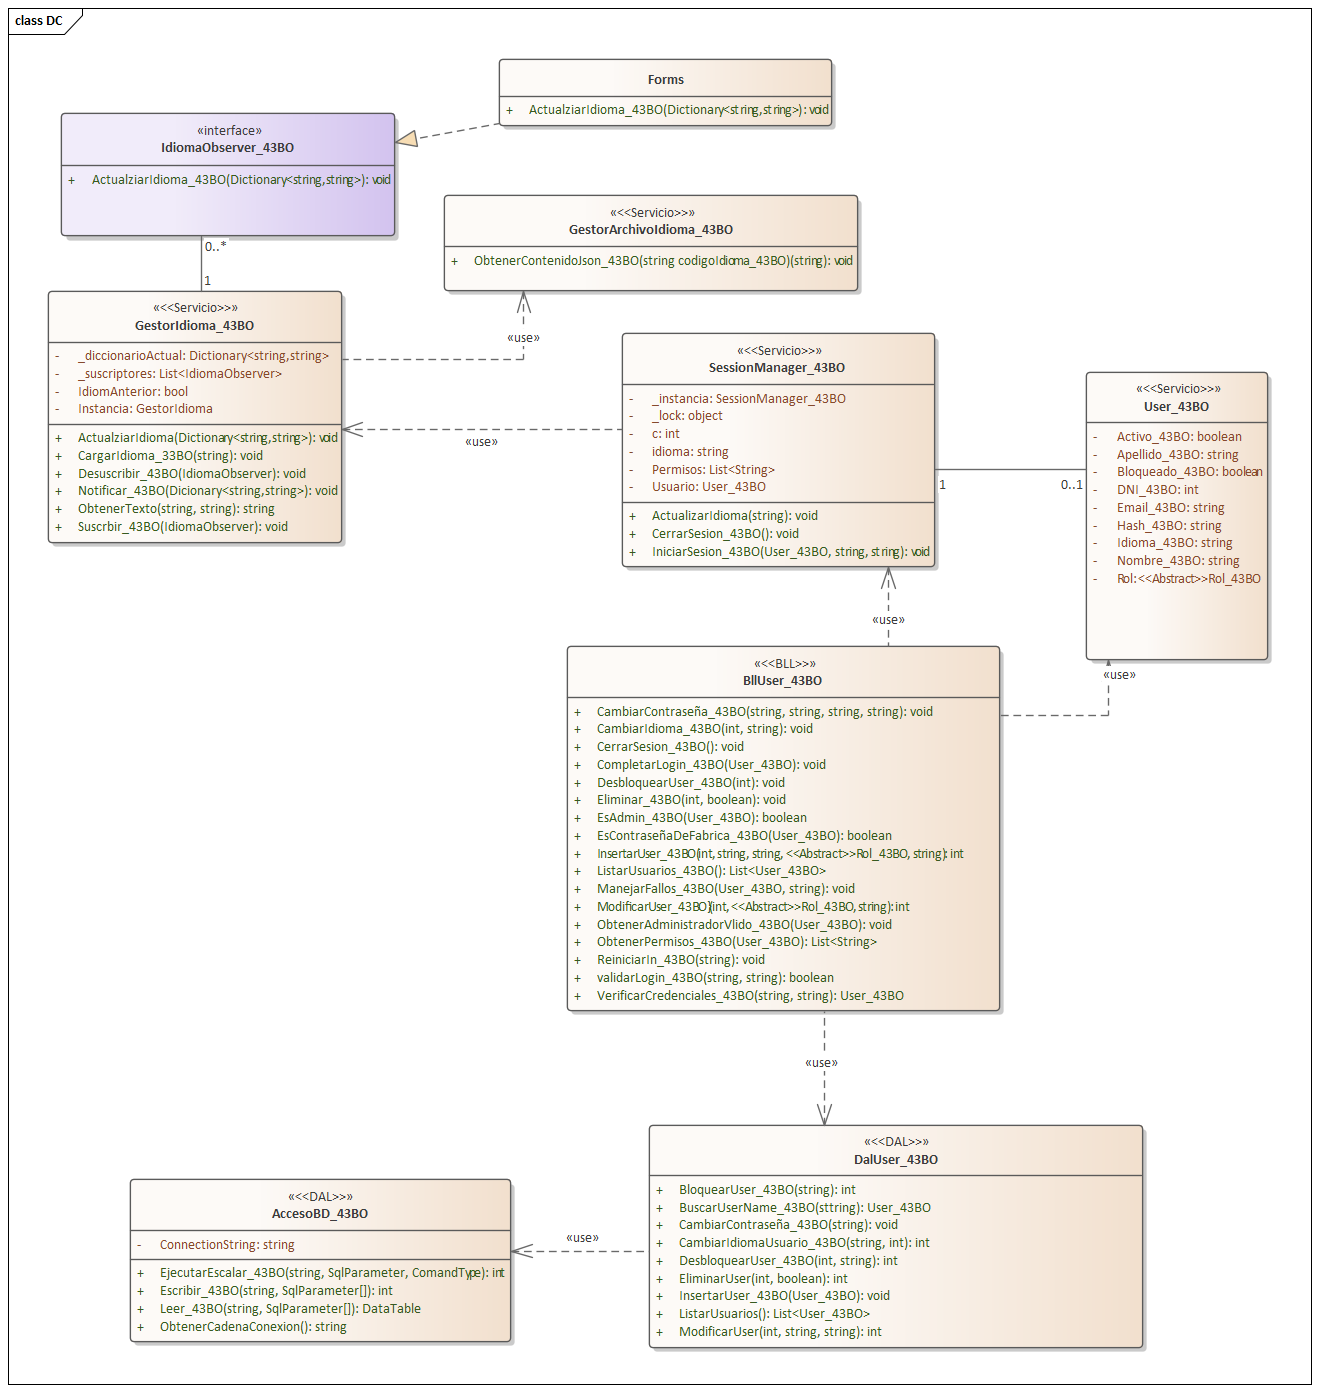 class DC
Forms
+ ActualziarIdioma_43BO(Dictionary<string,string>): void
«interface»
IdiomaObserver_43BO
+ ActualziarIdioma_43BO(Dictionary<string,string>): void
«<<Servicio>>»
GestorArchivoIdioma_43BO
+ ObtenerContenidoJson_43BO(string codigoIdioma_43BO)(string): void
0..*
1
«<<Servicio>>»
GestorIdioma_43BO
- _diccionarioActual: Dictionary<string,string>
- _suscriptores: List<IdiomaObserver>
- IdiomAnterior: bool
- Instancia: GestorIdioma
+ ActualziarIdioma(Dictionary<string,string>): void
+ CargarIdioma_33BO(string): void
+ Desuscribir_43BO(IdiomaObserver): void
+ Notificar_43BO(Dicionary<string,string>): void
+ ObtenerTexto(string, string): string
+ Suscrbir_43BO(IdiomaObserver): void
«use»
«use»
«<<Servicio>>»
SessionManager_43BO
- _instancia: SessionManager_43BO
- _lock: object
- c: int
- idioma: string
- Permisos: List<String>
- Usuario: User_43BO
+ ActualizarIdioma(string): void
+ CerrarSesion_43BO(): void
+ IniciarSesion_43BO(User_43BO, string, string): void
1
0..1
«<<Servicio>>»
User_43BO
- Activo_43BO: boolean
- Apellido_43BO: string
- Bloqueado_43BO: boolean
- DNI_43BO: int
- Email_43BO: string
- Hash_43BO: string
- Idioma_43BO: string
- Nombre_43BO: string
- Rol:<<Abstract>>Rol_43BO
«use»
«use»
«<<BLL>>»
BllUser_43BO
+ CambiarContraseña_43BO(string, string, string, string): void
+ CambiarIdioma_43BO(int, string): void
+ CerrarSesion_43BO(): void
+ CompletarLogin_43BO(User_43BO): void
+ DesbloquearUser_43BO(int): void
+ Eliminar_43BO(int, boolean): void
+ EsAdmin_43BO(User_43BO): boolean
+ EsContraseñaDeFabrica_43BO(User_43BO): boolean
+ InsertarUser_43BO(int, string, string, <<Abstract>>Rol_43BO, string): int
+ ListarUsuarios_43BO(): List<User_43BO>
+ ManejarFallos_43BO(User_43BO, string): void
+ ModificarUser_43BO)(int, <<Abstract>>Rol_43BO, string): int
+ ObtenerAdministradorVlido_43BO(User_43BO): void
+ ObtenerPermisos_43BO(User_43BO): List<String>
+ ReiniciarIn_43BO(string): void
+ validarLogin_43BO(string, string): boolean
+ VerificarCredenciales_43BO(string, string): User_43BO
«use»
«<<DAL>>»
DalUser_43BO
+ BloquearUser_43BO(string): int
+ BuscarUserName_43BO(sttring): User_43BO
+ CambiarContraseña_43BO(string): void
+ CambiarIdiomaUsuario_43BO(string, int): int
+ DesbloquearUser_43BO(int, string): int
+ EliminarUser(int, boolean): int
+ InsertarUser_43BO(User_43BO): void
+ ListarUsuarios(): List<User_43BO>
+ ModificarUser(int, string, string): int
«use»
«<<DAL>>»
AccesoBD_43BO
- ConnectionString: string
+ EjecutarEscalar_43BO(string, SqlParameter, ComandType): int
+ Escribir_43BO(string, SqlParameter[]): int
+ Leer_43BO(string, SqlParameter[]): DataTable
+ ObtenerCadenaConexion(): string